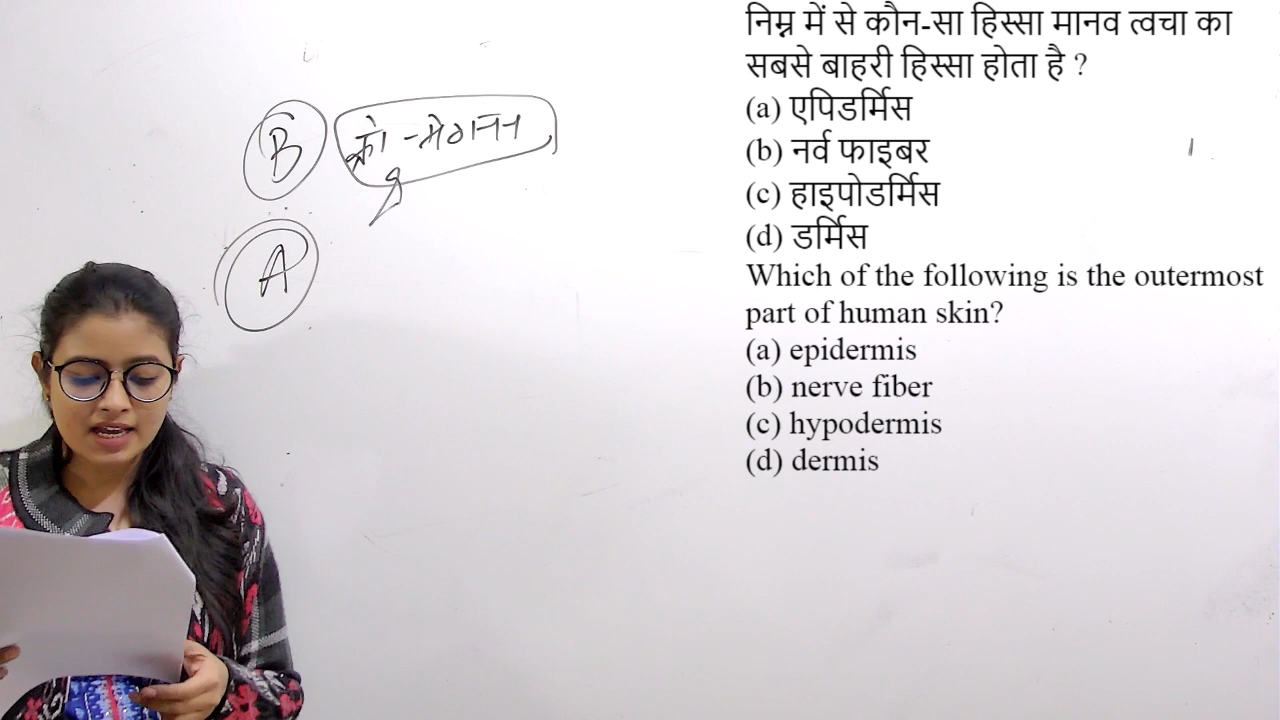 B क्रो-मैगनन
A
निम्न में से कौन-सा हिस्सा मानव त्वचा का
सबसे बाहरी हिस्सा होता है ?
(a) एपिडर्मिस
(b) नर्व फाइबर
(c) हाइपोडर्मिस
(d) डर्मिस
Which of the following is the outermost
part of human skin?
(a) epidermis
(b) nerve fiber
(c) hypodermis
(d) dermis